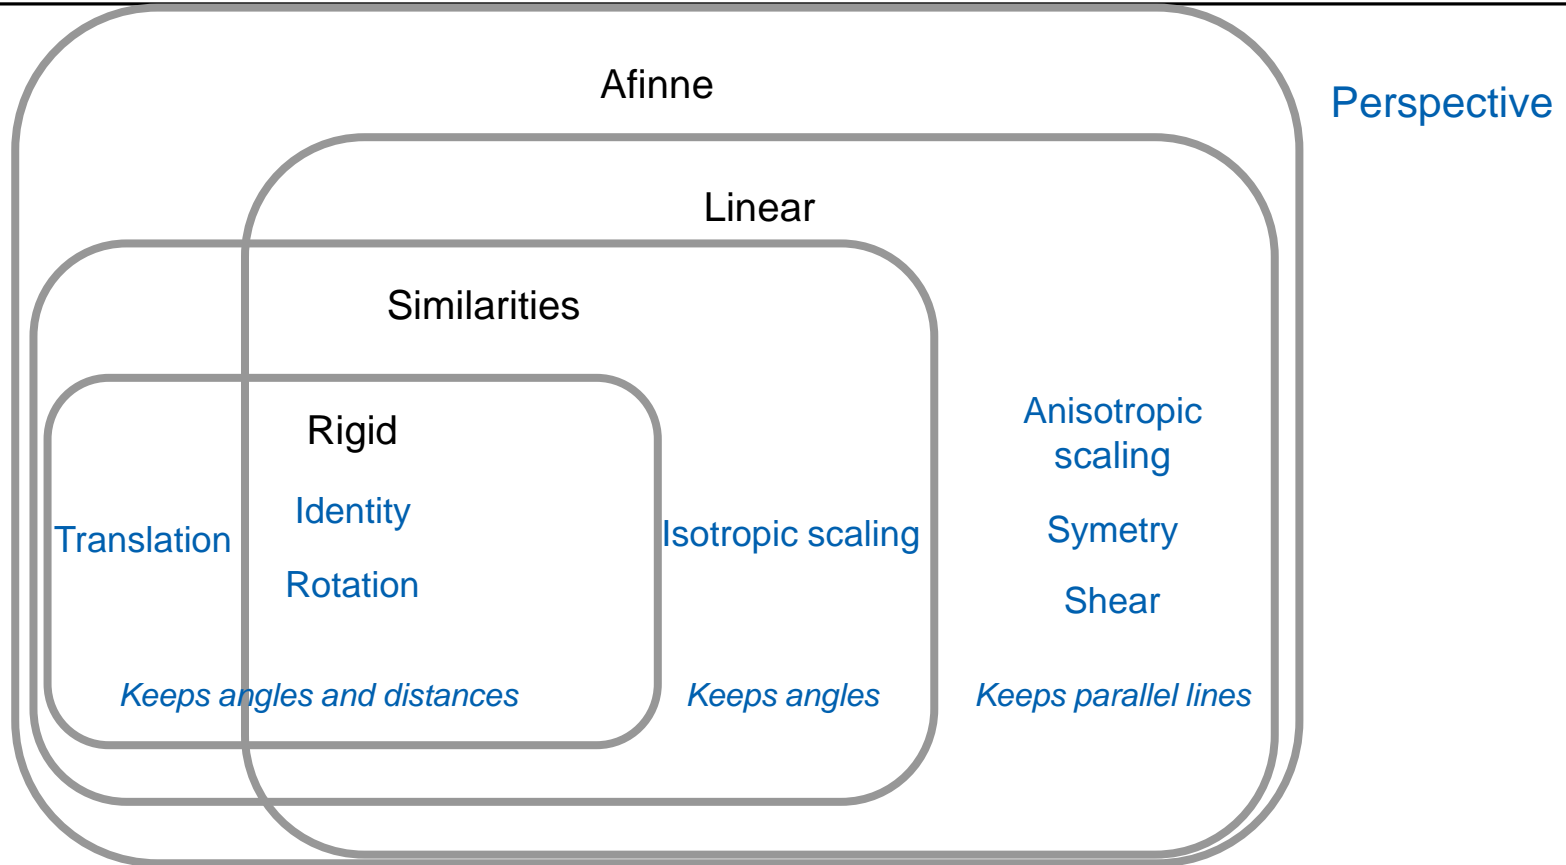 Afinne
Perspective
Linear
Similarities
Rigid
Anisotropic
scaling
Identity
Translation
Isotropic scaling
Symetry
Rotation
Shear
Keeps angles and distances
Keeps angles
Keeps parallel lines